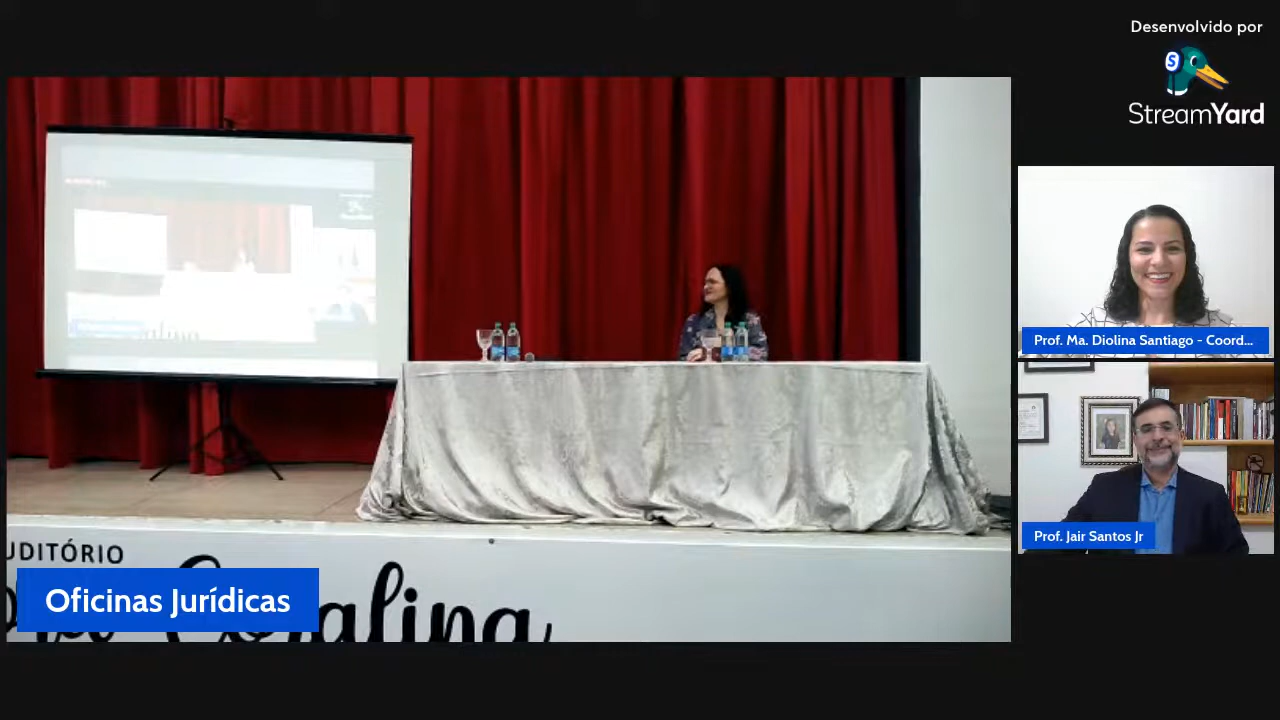 Desenvolvido por
StreamYard
Prof. Ma. Diolina Santiago - Coord...
Prof. Jair Santos Jr
UDITÓRIO
Oficinas Jurídicas